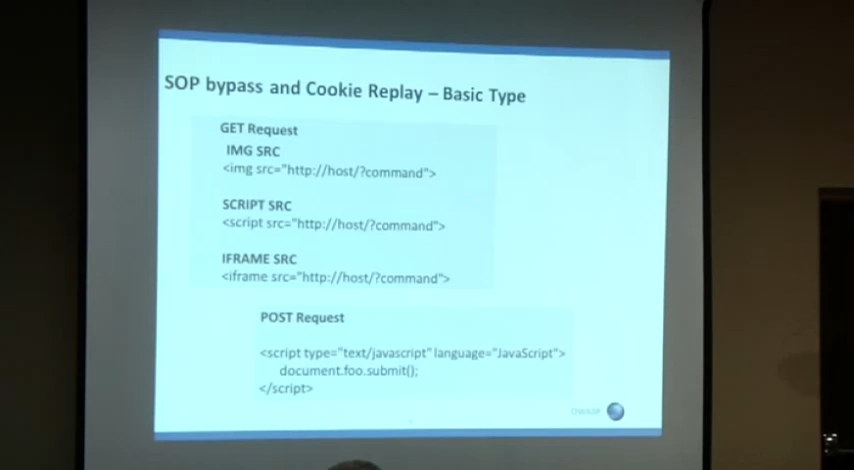 SOP bypass and Cookie Replay – Basic Type
GET Request
IMG SRC
<img src="http://host/?command">
SCRIPT SRC
<script src="http://host/?command">
IFRAME SRC
<iframe src="http://host/?command">
POST Request
<script type="text/javascript" language="JavaScript">
document.foo.submit();
</script>
OWASP